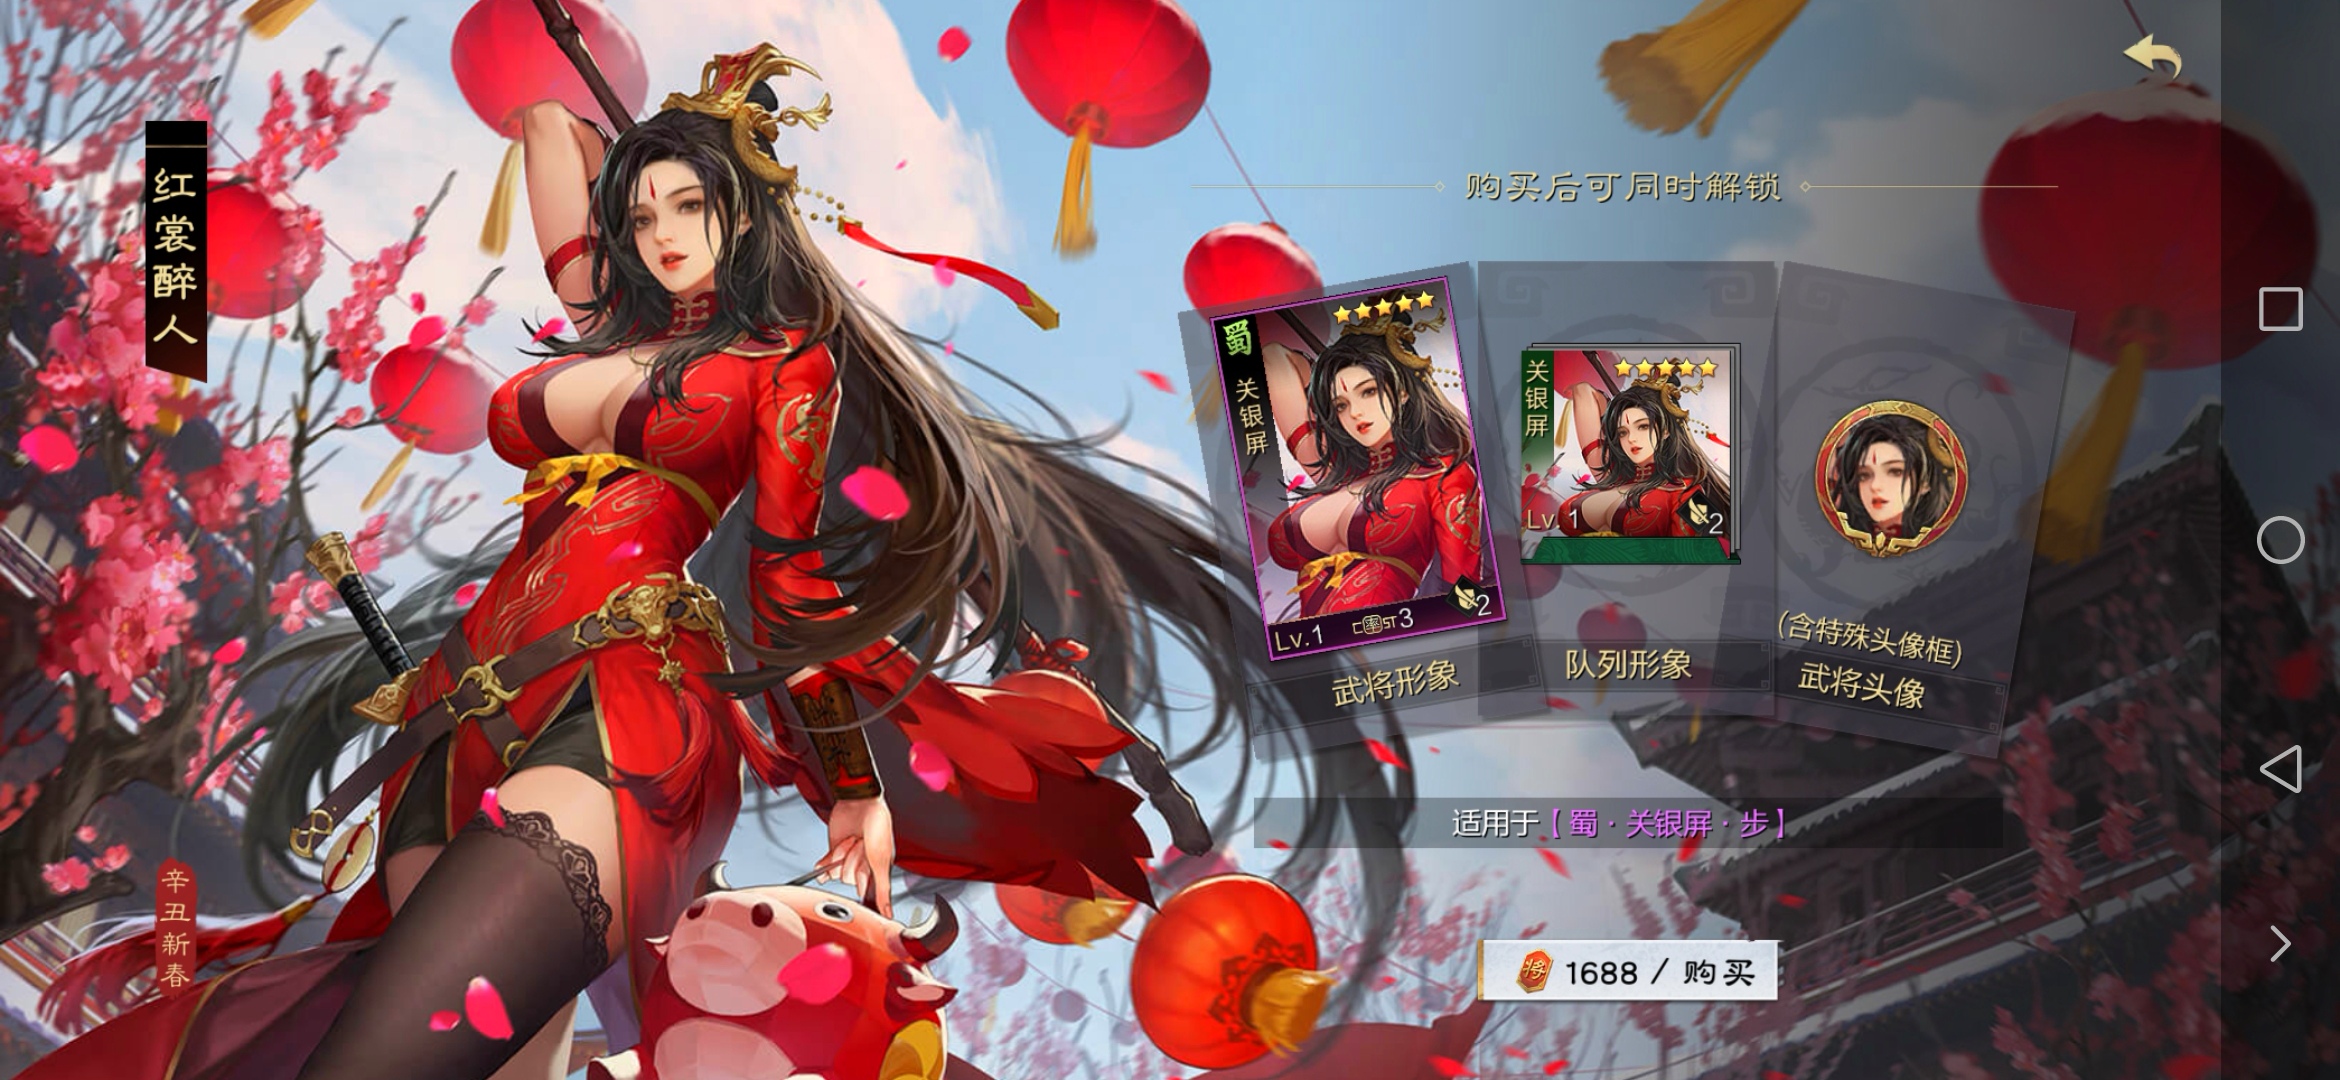 红裳醉人
辛丑新春
购买后可同时解锁
蜀
关银屏
Lv.1
COST3
2
武将形象
关银屏
Lv.1
2
队列形象
(含特殊头像框)
武将头像
适用于【蜀·关银屏·步】
将 1688 / 购买